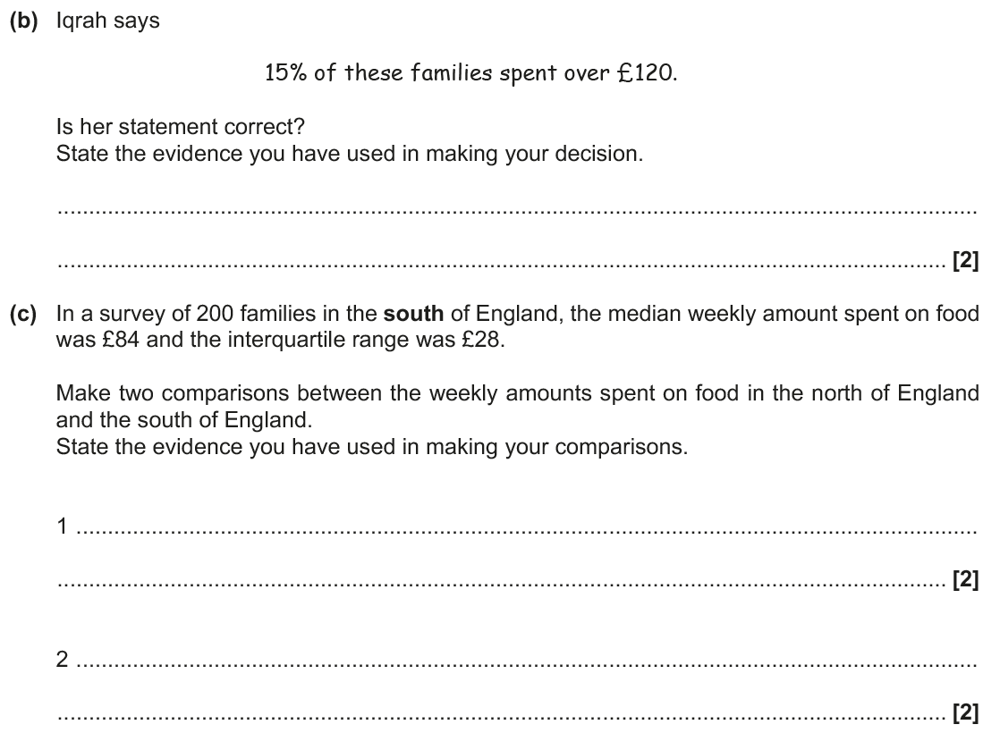 (b) Iqrah says
15% of these families spent over £120.
Is her statement correct?
State the evidence you have used in making your decision.
..........................................................................................
.......................................................................................... [2]
(c) In a survey of 200 families in the south of England, the median weekly amount spent on food
was £84 and the interquartile range was £28.
Make two comparisons between the weekly amounts spent on food in the north of England
and the south of England.
State the evidence you have used in making your comparisons.
1 ..........................................................................................
.......................................................................................... [2]
2 ..........................................................................................
.......................................................................................... [2]